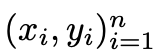 $(x_i, y_i)_{i=1}^{n}$